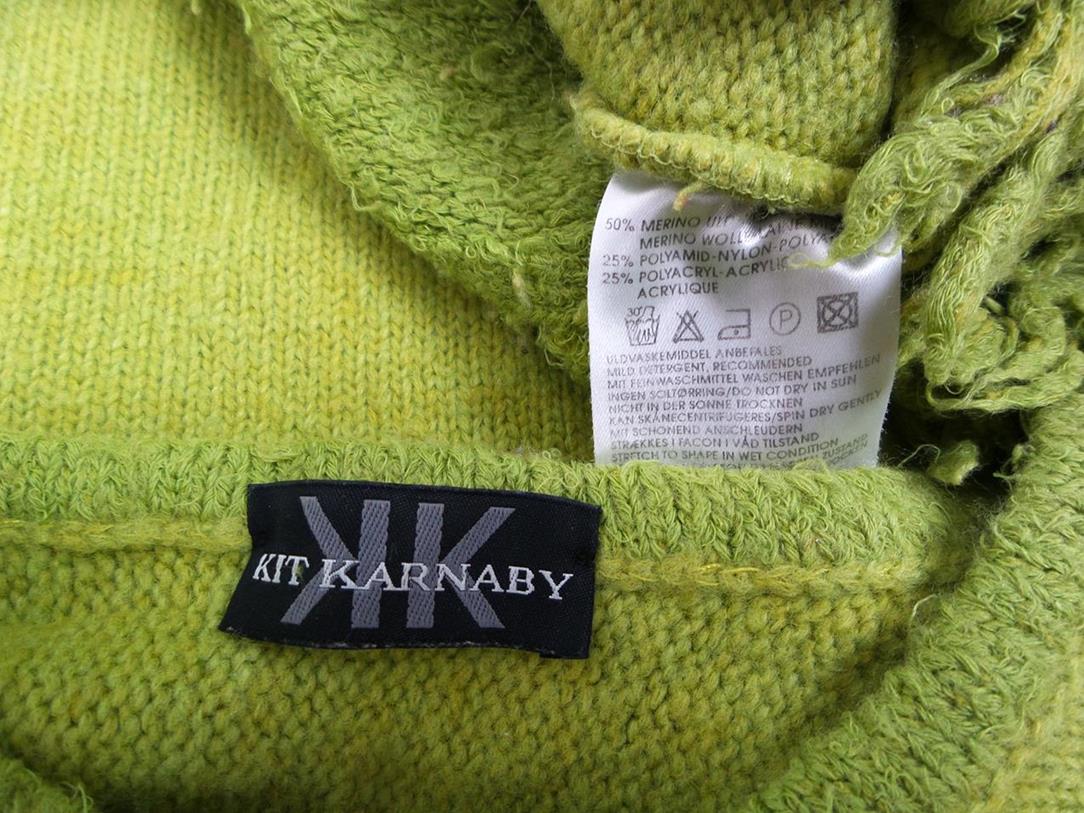 50% MERINO
MERINO WOLL
25% POLYAMID-NYLON-POLYA
25% POLYACRYL-ACRYLIC
ACRYLIQUE
30°
P
ULDVASKEMIDDEL ANBEFALES
MILD DETERGENT, RECOMMENDED
MIT FEINWASCHMITTEL WASCHEN EMPFEHLEN
INGEN SOLTØRRING/DO NOT DRY IN SUN
NICHT IN DER SONNE TROCKNEN
KAN SKÅNECENTRIFUGERES/SPIN DRY GENTLY
MIT SCHONEND ANSCHLEUDERN
STRÆKKES I FACON I VÅD TILSTAND
STRETCH TO SHAPE IN WET CONDITION
ZUSTAND
KK
KIT KARNABY